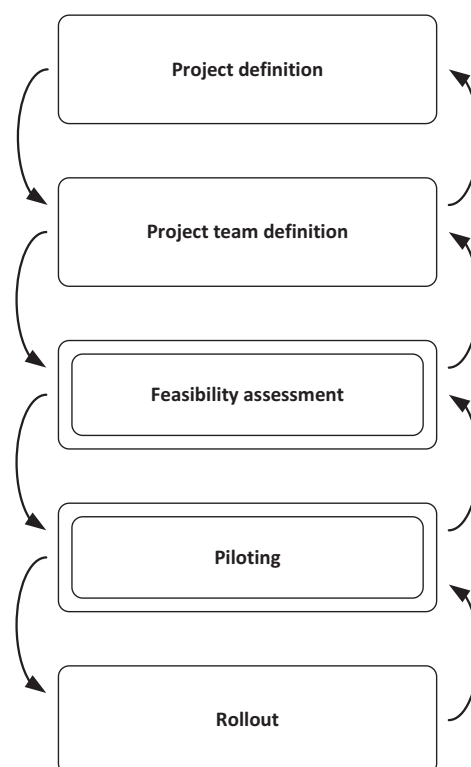 Project definition
Project team definition
Feasibility assessment
Piloting
Rollout